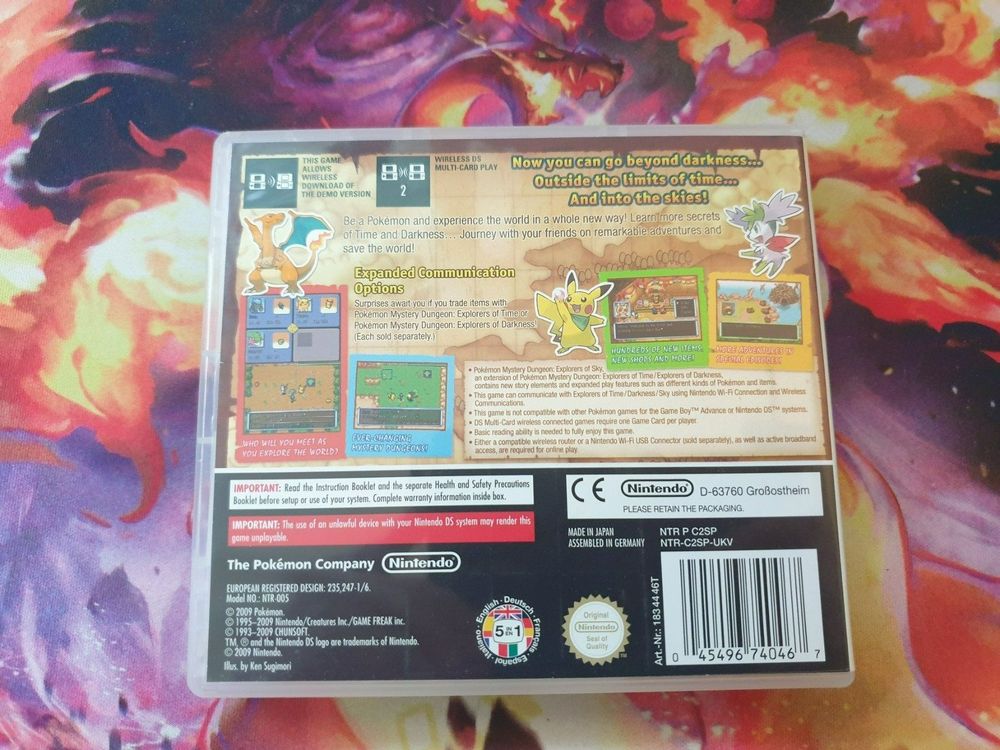 THIS GAME
ALLOWS
WIRELESS
DOWNLOAD OF
THE DEMO VERSION
2
WIRELESS DS
MULTI-CARD PLAY
Now you can go beyond darkness...
Outside the limits of time...
And into the skies!
Be a Pokémon and experience the world in a whole new way! Learn more secrets
of Time and Darkness... Journey with your friends on remarkable adventures and
save the world!
Expanded Communication
Options
Surprises await you if you trade items with
Pokémon Mystery Dungeon: Explorers of Time or
Pokémon Mystery Dungeon: Explorers of Darkness.
(Each sold separately.)
HUNDREDS OF NEW ITEMS,
NEW SHOPS AND MORE!
MORE ADVENTURES IN
SPECIAL EPISODES!
WHO WILL YOU MEET AS
YOU EXPLORE THE WORLD?
EVER-CHANGING
MYSTERY DUNGEONS!
• Pokémon Mystery Dungeon: Explorers of Sky,
an extension of Pokémon Mystery Dungeon: Explorers of Time/Explorers of Darkness,
contains new story elements and expanded play features such as different kinds of Pokémon and items.
• This game can communicate with Explorers of Time/Darkness/Sky using Nintendo Wi-Fi Connection and Wireless
Communications.
• This game is not compatible with other Pokémon games for the Game Boy™ Advance or Nintendo DS™ systems.
• DS Multi-Card wireless connected games require one Game Card per player.
• Basic reading ability is needed to fully enjoy this game.
• Either a compatible wireless router or a Nintendo Wi-Fi USB Connector (sold separately), as well as active broadband
access, are required for online play.
IMPORTANT: Read the Instruction Booklet and the separate Health and Safety Precautions
Booklet before setup or use of your system. Complete warranty information inside box.
IMPORTANT: The use of an unlawful device with your Nintendo DS system may render this
game unplayable.
The Pokémon Company Nintendo®
EUROPEAN REGISTERED DESIGN: 235,247-1/6.
Model NO.: NTR-005
© 2009 Pokémon.
© 1995–2009 Nintendo/Creatures Inc./GAME FREAK inc.
© 1993–2009 CHUNSOFT.
TM, ® and the Nintendo DS logo are trademarks of Nintendo.
© 2009 Nintendo.
Illus. by Ken Sugimori
CE Nintendo® D-63760 Großostheim
PLEASE RETAIN THE PACKAGING.
MADE IN JAPAN
ASSEMBLED IN GERMANY
NTR P C2SP
NTR-C2SP-UKV
English · Deutsch · Français · Español · Italiano
5 IN EN 1
Original
Nintendo
Seal of
Quality
Art.-Nr.: 1834446T
0 45496 74046 7